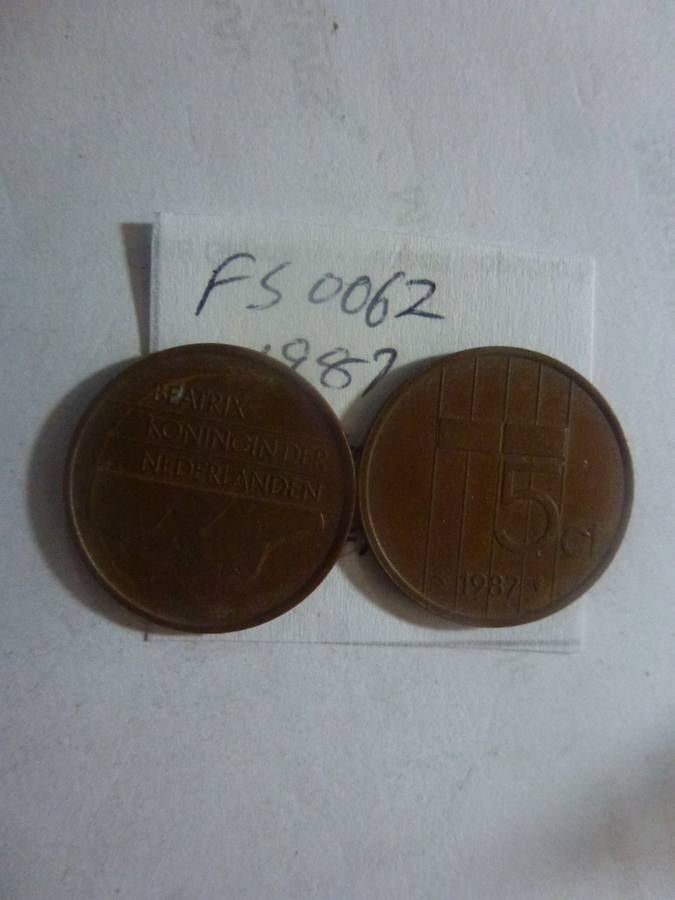 FS 0062
1987
BEATRIX
KONINGIN DER
NEDERLANDEN
5
ct
1987